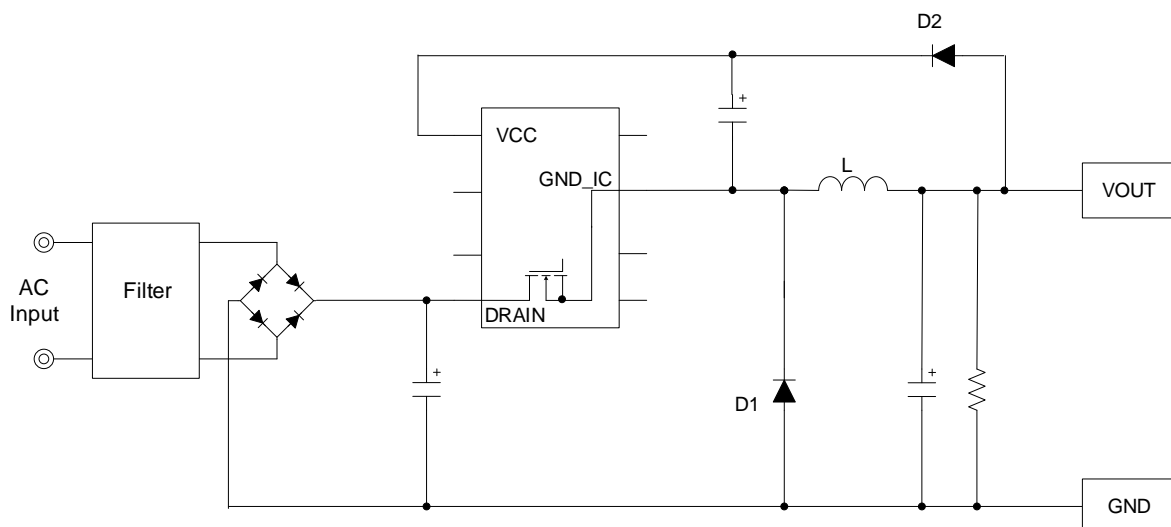 D2
+
VCC
GND_IC
L
VOUT
AC
Input
Filter
DRAIN
+
D1
+
GND